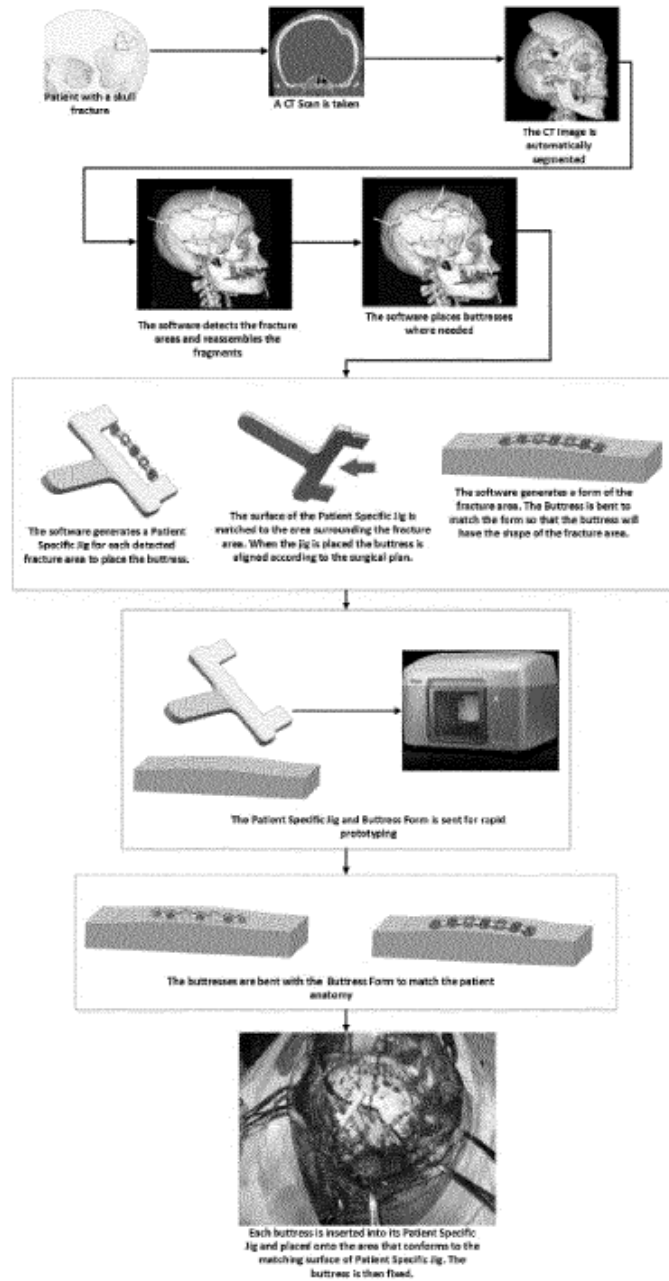 Patient with a skull
fracture
A CT Scan is taken
The CT Image is
automatically
segmented
The software detects the fracture
areas and reassembles the
fragments
The software places buttresses
where needed
The software generates a Patient
Specific Jig for each detected
fracture area to place the buttress.
The surface of the Patient Specific Jig is
matched to the area surrounding the fracture
area. When the jig is placed the buttress is
aligned according to the surgical plan.
The software generates a form of the
fracture area. The Buttress is bent to
match the form so that the buttress will
have the shape of the fracture area.
The Patient Specific Jig and Buttress Form is sent for rapid
prototyping
The buttresses are bent with the Buttress Form to match the patient
anatomy
Each buttress is inserted into its Patient Specific
Jig and placed onto the area that conforms to the
matching surface of Patient Specific Jig. The
buttress is then fixed.